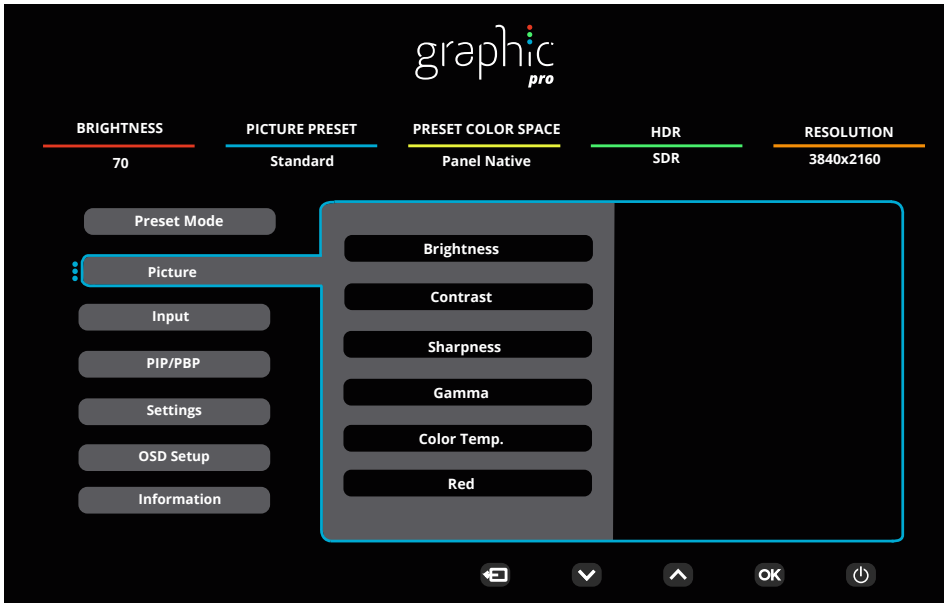 graphic
pro
BRIGHTNESS PICTURE PRESET PRESET COLOR SPACE HDR RESOLUTION
70 Standard Panel Native SDR 3840x2160
Preset Mode
Picture
Input
PIP/PBP
Settings
OSD Setup
Information
Brightness
Contrast
Sharpness
Gamma
Color Temp.
Red
OK